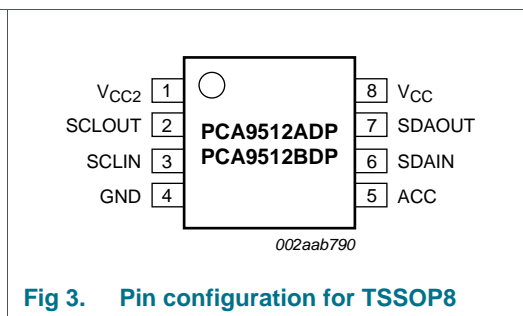 VCC2 1
SCLOUT 2
SCLIN 3
GND 4
PCA9512ADP
PCA9512BDP
8 VCC
7 SDAOUT
6 SDAIN
5 ACC
002aab790
Fig 3. Pin configuration for TSSOP8